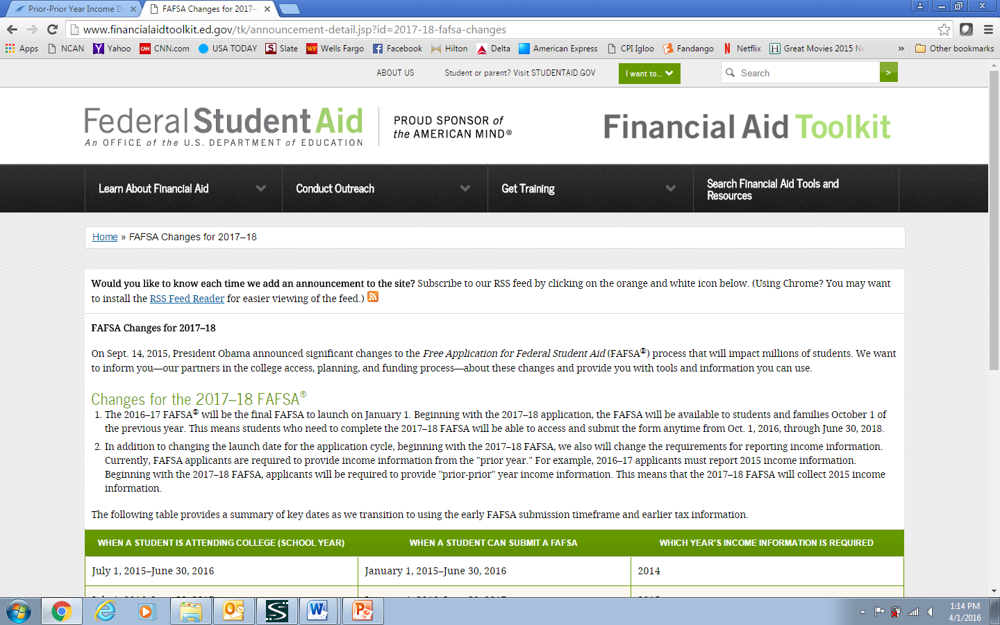 Prior-Prior Year Income D
FAFSA Changes for 2017–
www.financialaidtoolkit.ed.gov/tk/announcement-detail.jsp?id=2017-18-fafsa-changes
Apps NCAN Yahoo CNN.com USA TODAY Slate Wells Fargo Facebook Hilton Delta American Express CPI Igloo Fandango Netflix Great Movies 2015 Ne » Other bookmarks
ABOUT US Student or parent? Visit STUDENTAID.GOV I want to... Search >
Federal Student Aid
An OFFICE of the U.S. DEPARTMENT of EDUCATION
PROUD SPONSOR of
the AMERICAN MIND®
Financial Aid Toolkit
Learn About Financial Aid
Conduct Outreach
Get Training
Search Financial Aid Tools and
Resources
Home » FAFSA Changes for 2017–18
Would you like to know each time we add an announcement to the site? Subscribe to our RSS feed by clicking on the orange and white icon below. (Using Chrome? You may want
to install the RSS Feed Reader for easier viewing of the feed.)
FAFSA Changes for 2017–18
On Sept. 14, 2015, President Obama announced significant changes to the Free Application for Federal Student Aid (FAFSA®) process that will impact millions of students. We want
to inform you—our partners in the college access, planning, and funding process—about these changes and provide you with tools and information you can use.
Changes for the 2017–18 FAFSA®
1. The 2016–17 FAFSA® will be the final FAFSA to launch on January 1. Beginning with the 2017–18 application, the FAFSA will be available to students and families October 1 of
the previous year. This means students who need to complete the 2017–18 FAFSA will be able to access and submit the form anytime from Oct. 1, 2016, through June 30, 2018.
2. In addition to changing the launch date for the application cycle, beginning with the 2017–18 FAFSA, we also will change the requirements for reporting income information.
Currently, FAFSA applicants are required to provide income information from the "prior year." For example, 2016–17 applicants must report 2015 income information.
Beginning with the 2017–18 FAFSA, applicants will be required to provide "prior-prior" year income information. This means that the 2017–18 FAFSA will collect 2015 income
information.
The following table provides a summary of key dates as we transition to using the early FAFSA submission timeframe and earlier tax information.
WHEN A STUDENT IS ATTENDING COLLEGE (SCHOOL YEAR) WHEN A STUDENT CAN SUBMIT A FAFSA WHICH YEAR'S INCOME INFORMATION IS REQUIRED
July 1, 2015–June 30, 2016 January 1, 2015–June 30, 2016 2014
1:14 PM
4/1/2016